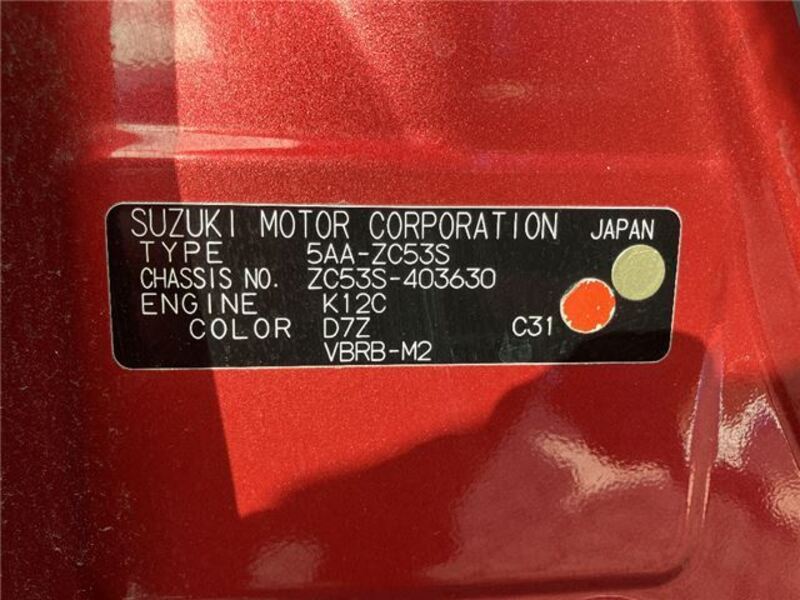 SUZUKI MOTOR CORPORATION JAPAN
TYPE 5AA-ZC53S
CHASSIS NO. ZC53S-403630
ENGINE K12C
COLOR D7Z C31
VBRB-M2